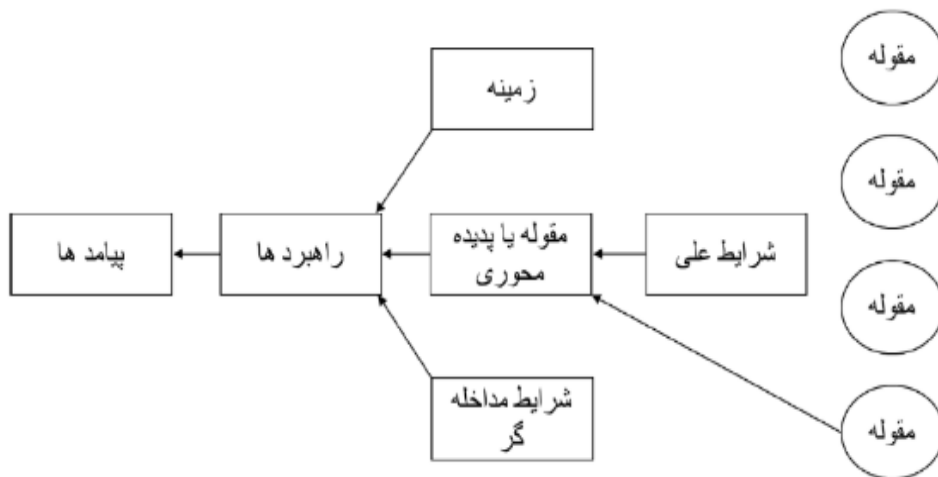 مقوله
زمینه
مقوله
شرایط علی
مقوله یا پدیده
محوری
راهبرد ها
پیامد ها
مقوله
شرایط مداخله
گر
مقوله